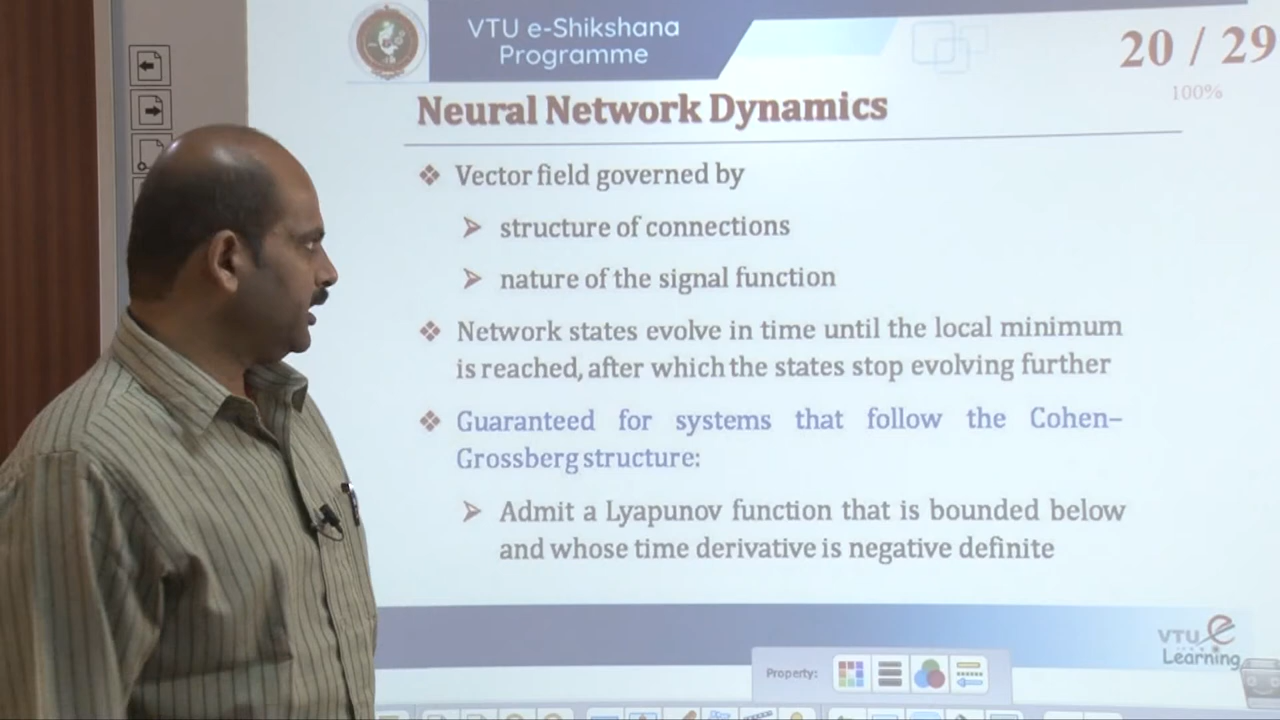 VTU e-Shikshana
Programme
20 / 29
100%
Neural Network Dynamics
❖ Vector field governed by
➢ structure of connections
➢ nature of the signal function
❖ Network states evolve in time until the local minimum
is reached, after which the states stop evolving further
❖ Guaranteed for systems that follow the Cohen–
Grossberg structure:
➢ Admit a Lyapunov function that is bounded below
and whose time derivative is negative definite
VTU e
Learning
Property: